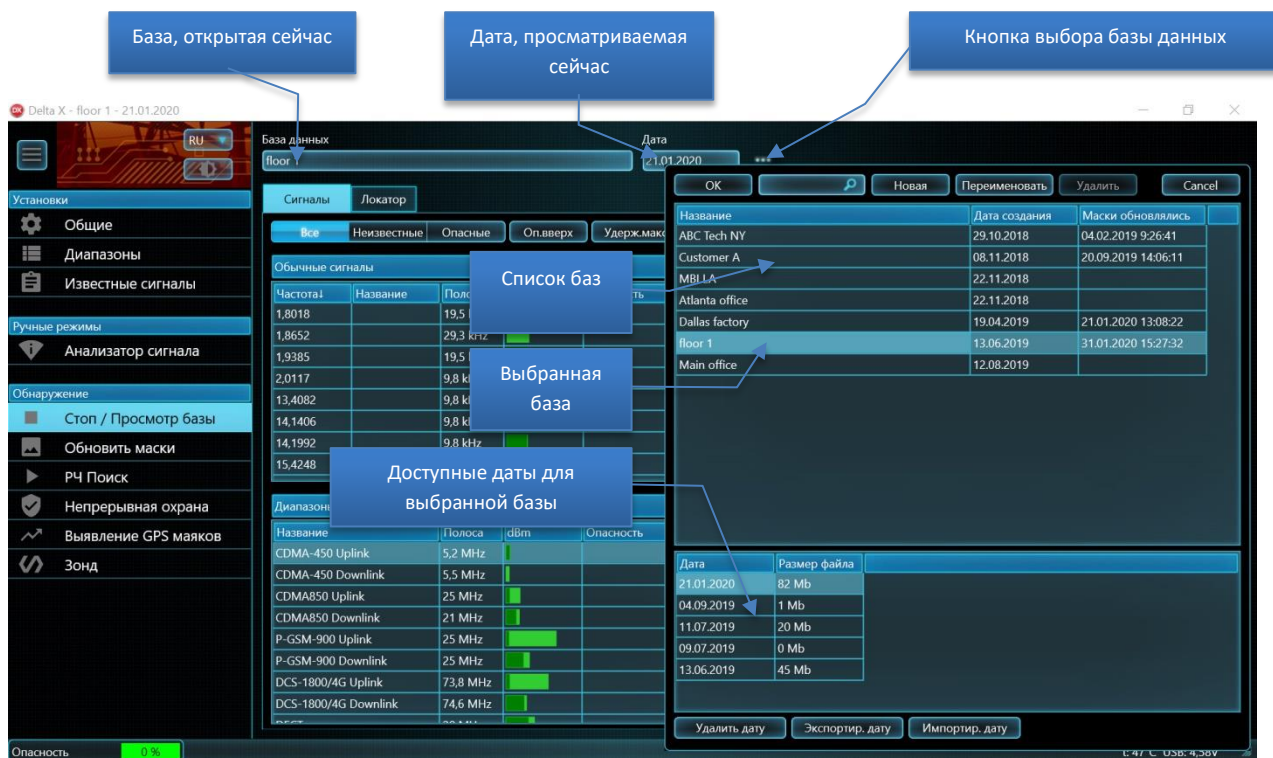 База, открытая сейчас
Дата, просматриваемая
сейчас
Кнопка выбора базы данных
Delta X - floor 1 - 21.01.2020
RU
Установки
Общие
Диапазоны
Известные сигналы
Ручные режимы
Анализатор сигнала
Обнаружение
Стоп / Просмотр базы
Обновить маски
РЧ Поиск
Непрерывная охрана
Выявление GPS маяков
Зонд
Опасность 0 %
База данных
floor 1
Дата
21.01.2020
Сигналы Локатор
Все Неизвестные Опасные Оп.вверх
Обычные сигналы
Частота↓ Название
1,8018 19,5
1,8652 29,3 kHz
1,9385 19,5
2,0117 9,8
13,4082 9,8
14,1406 9,8
14,1992 9,8 kHz
15,4248
Список баз
Выбранная
база
Доступные даты для
выбранной базы
Название Полоса dBm Опасность
CDMA-450 Uplink 5,2 MHz
CDMA-450 Downlink 5,5 MHz
CDMA850 Uplink 25 MHz
CDMA850 Downlink 21 MHz
P-GSM-900 Uplink 25 MHz
P-GSM-900 Downlink 25 MHz
DCS-1800/4G Uplink 73,8 MHz
DCS-1800/4G Downlink 74,6 MHz
OK Новая Переименовать Удалить Cancel
Название Дата создания Маски обновлялись
ABC Tech NY 29.10.2018 04.02.2019 9:26:41
Customer A 08.11.2018 20.09.2019 14:06:11
MBI LA 22.11.2018
Atlanta office 22.11.2018
Dallas factory 19.04.2019 21.01.2020 13:08:22
floor 1 13.06.2019 31.01.2020 15:27:32
Main office 12.08.2019
Дата Размер файла
21.01.2020 82 Mb
04.09.2019 1 Mb
11.07.2019 20 Mb
09.07.2019 0 Mb
13.06.2019 45 Mb
Удалить дату Экспортир. дату Импортир. дату